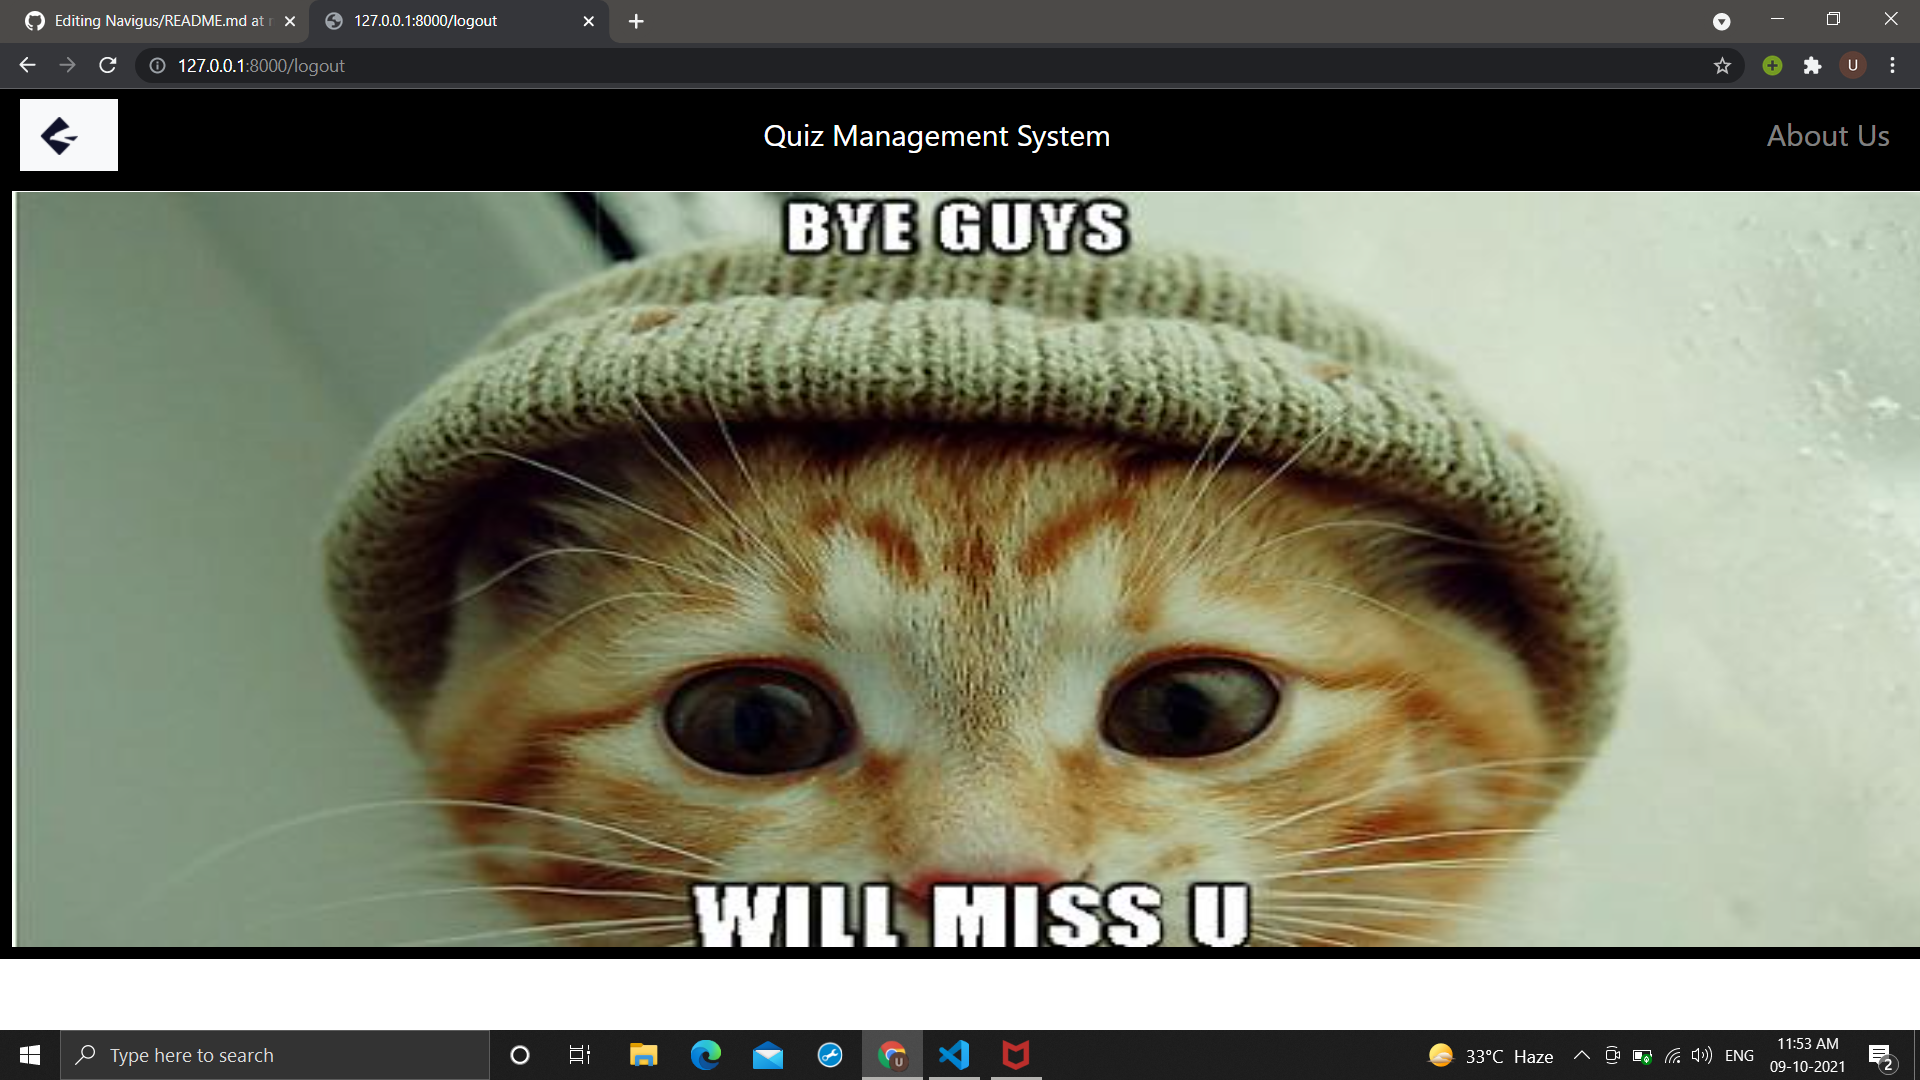 Editing Navigus/README.md at
127.0.0.1:8000/logout
127.0.0.1:8000/logout
U
Quiz Management System
About Us
BYE GUYS
WILL MISS U
Type here to search
U
33°C Haze
ENG
11:53 AM
09-10-2021
2